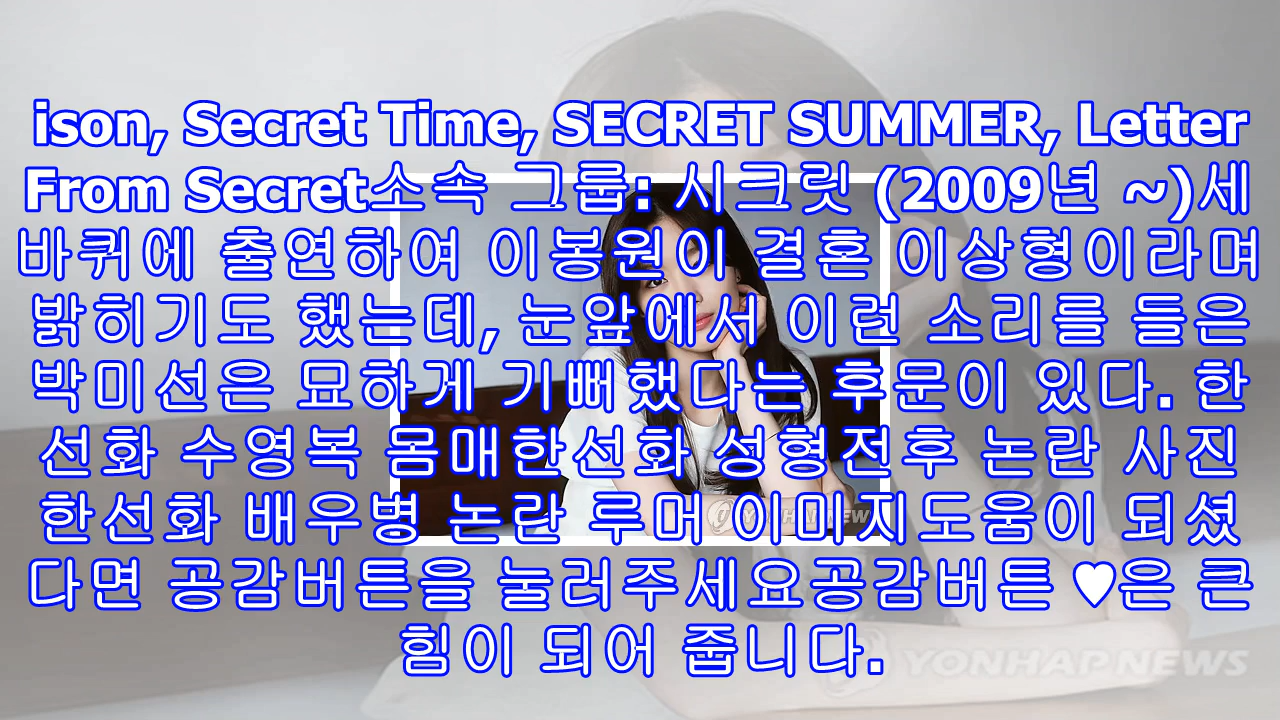 ison, Secret Time, SECRET SUMMER, Letter
From Secret소속 그룹: 시크릿 (2009년 ~)세
바퀴에 출연하여 이봉원이 결혼 이상형이라며
밝히기도 했는데, 눈앞에서 이런 소리를 들은
박미선은 묘하게 기뻐했다는 후문이 있다. 한
선화 수영복 몸매한선화 성형전후 논란 사진
한선화 배우병 논란 루머 이미지도움이 되셨
다면 공감버튼을 눌러주세요공감버튼 ♥은 큰
힘이 되어 줍니다.
YONHAP NEWS
YONHAP NEWS